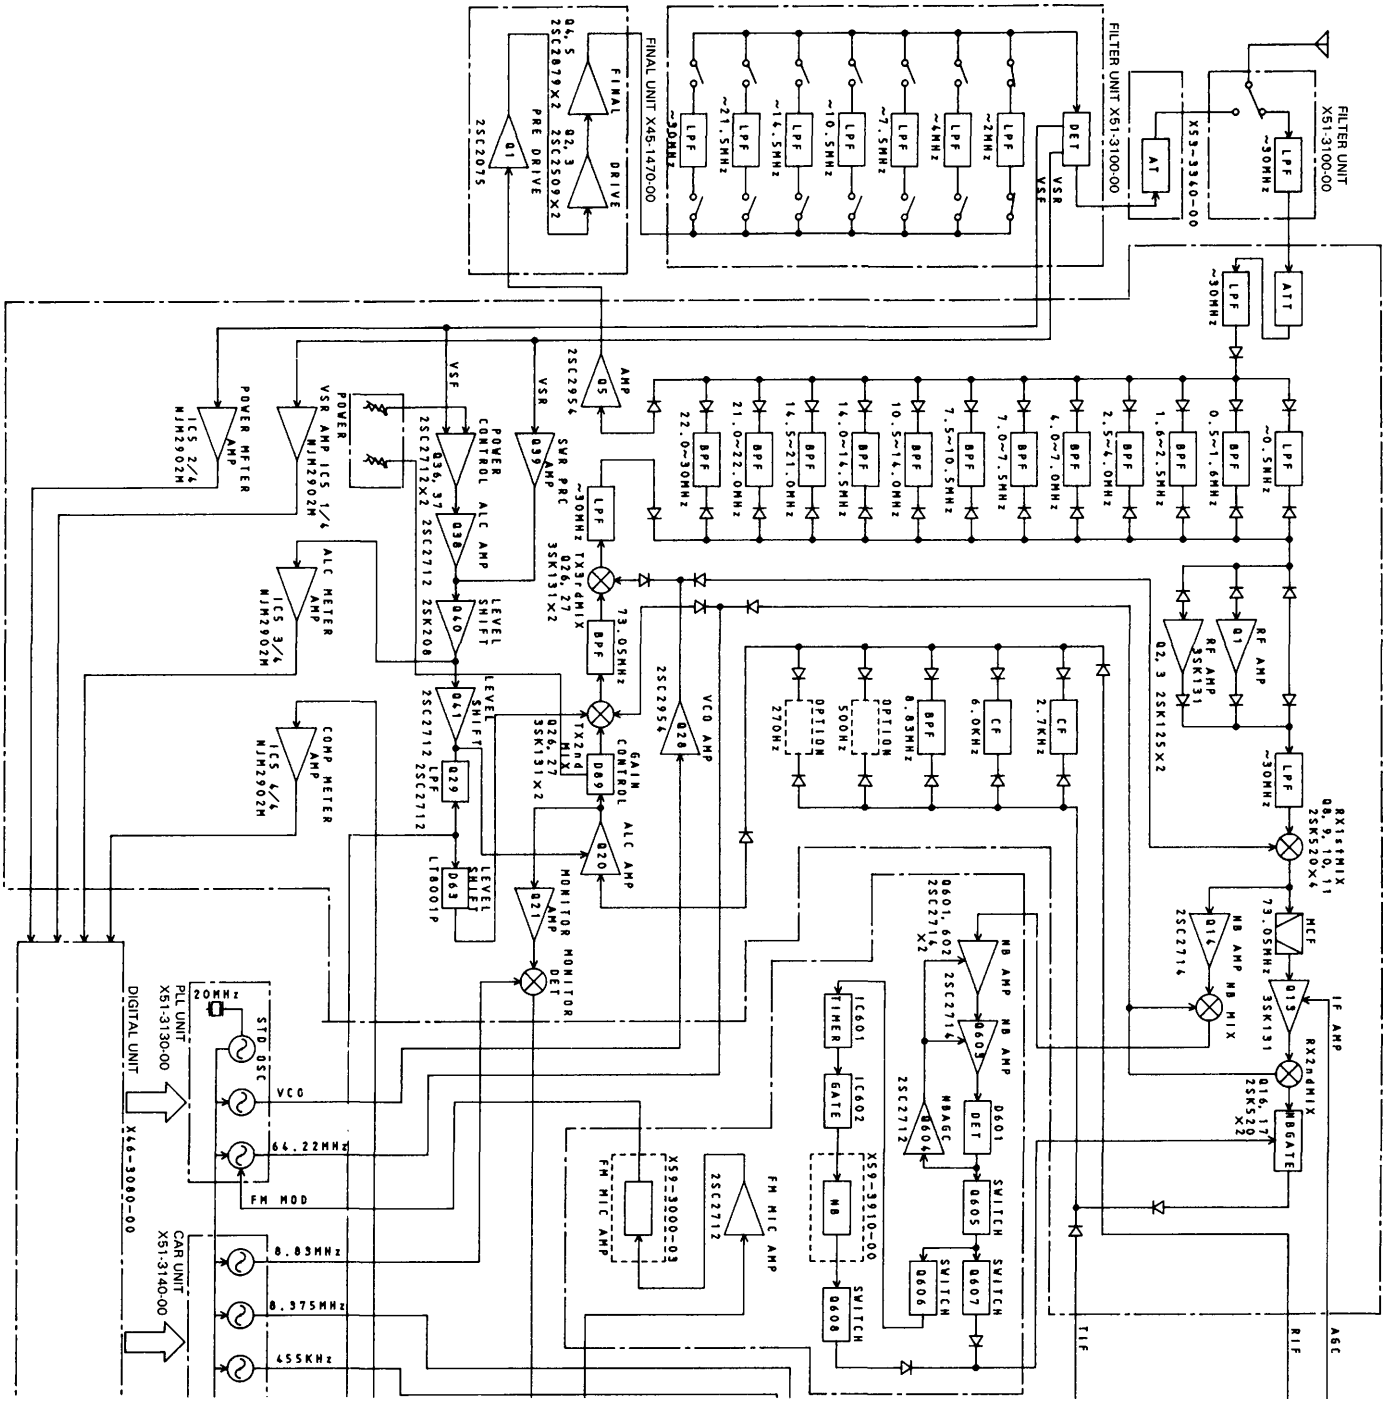 FILTER UNIT
X51-3100-00
LPF
~30MHz
X53-3340-00
AT
FILTER UNIT X51-3100-00
DET
VSR
VSF
LPF
~2MHz
LPF
~4MHz
LPF
~7.5MHz
LPF
~10.5MHz
LPF
~14.5MHz
LPF
~21.5MHz
LPF
~30MHz
FINAL UNIT X45-1470-00
FINAL
Q4, 5
2SC2879×2
DRIVE
Q2, 3
2SC2509×2
PRE DRIVE
Q1
2SC2075
ATT
LPF
~30MHz
LPF
~0.5MHz
BPF
0.5~1.6MHz
BPF
1.6~2.5MHz
BPF
2.5~4.0MHz
BPF
4.0~7.0MHz
BPF
7.0~7.5MHz
BPF
7.5~10.5MHz
BPF
10.5~14.0MHz
BPF
14.0~14.5MHz
BPF
14.5~21.0MHz
BPF
21.0~22.0MHz
BPF
22.0~30MHz
AMP
Q5
2SC2954
VSR
SWR PRC
AMP
Q39
VSF
POWER
CONTROL
Q36, 37
2SC2712×2
ALC AMP
Q38
2SC2712
LEVEL
SHIFT
Q40
2SK208
LEVEL
SHIFT
Q41
2SC2712
POWER
VSR AMP IC5 1/4
NJM2902M
POWER METER
AMP
IC5 2/4
NJM2902M
ALC METER
AMP
IC5 3/4
NJM2902M
COMP METER
AMP
IC5 4/4
NJM2902M
Q29
LPF
2SC2712
LEVEL
SHIFT
D63
LT8001P
LPF
~30MHz
TX3rdMIX
Q26, 27
3SK131×2
BPF
73.05MHz
TX2nd
MIX
Q26, 27
3SK131×2
GAIN
CONTROL
D89
ALC AMP
Q20
MONITOR
AMP
Q21
MONITOR
DET
VCO AMP
Q28
2SC2954
RF AMP
Q1
3SK131
RF AMP
Q2, 3 2SK125×2
LPF
~30MHz
RX1stMIX
Q8, 9, 10, 11
2SK520×4
MCF
73.05MHz
IF AMP
Q13
3SK131
RX2ndMIX
Q16, 17
2SK520
×2
NBGATE
NB AMP
Q14
2SC2714
NB MIX
CF
2.7KHz
CF
6.0KHz
BPF
8.83MHz
OPTION
500Hz
OPTION
270Hz
NB AMP
Q601, 602
2SC2714
×2
NB AMP
Q603
2SC2714
D601
DET
NBAGC
Q604
2SC2712
SWITCH
Q605
SWITCH
Q607
SWITCH
Q606
IC601
TIMER
IC602
GATE
X59-3910-00
NB
SWITCH
Q608
FM MIC AMP
2SC2712
X59-3000-03
FM MIC AMP
AGC
RIF
TIF
DIGITAL UNIT
X46-3080-00
PLL UNIT
X51-3130-00
20MHz
STD OSC
VCO
64.22MHz
FM MOD
CAR UNIT
X51-3140-00
8.83MHz
8.375MHz
455KHz